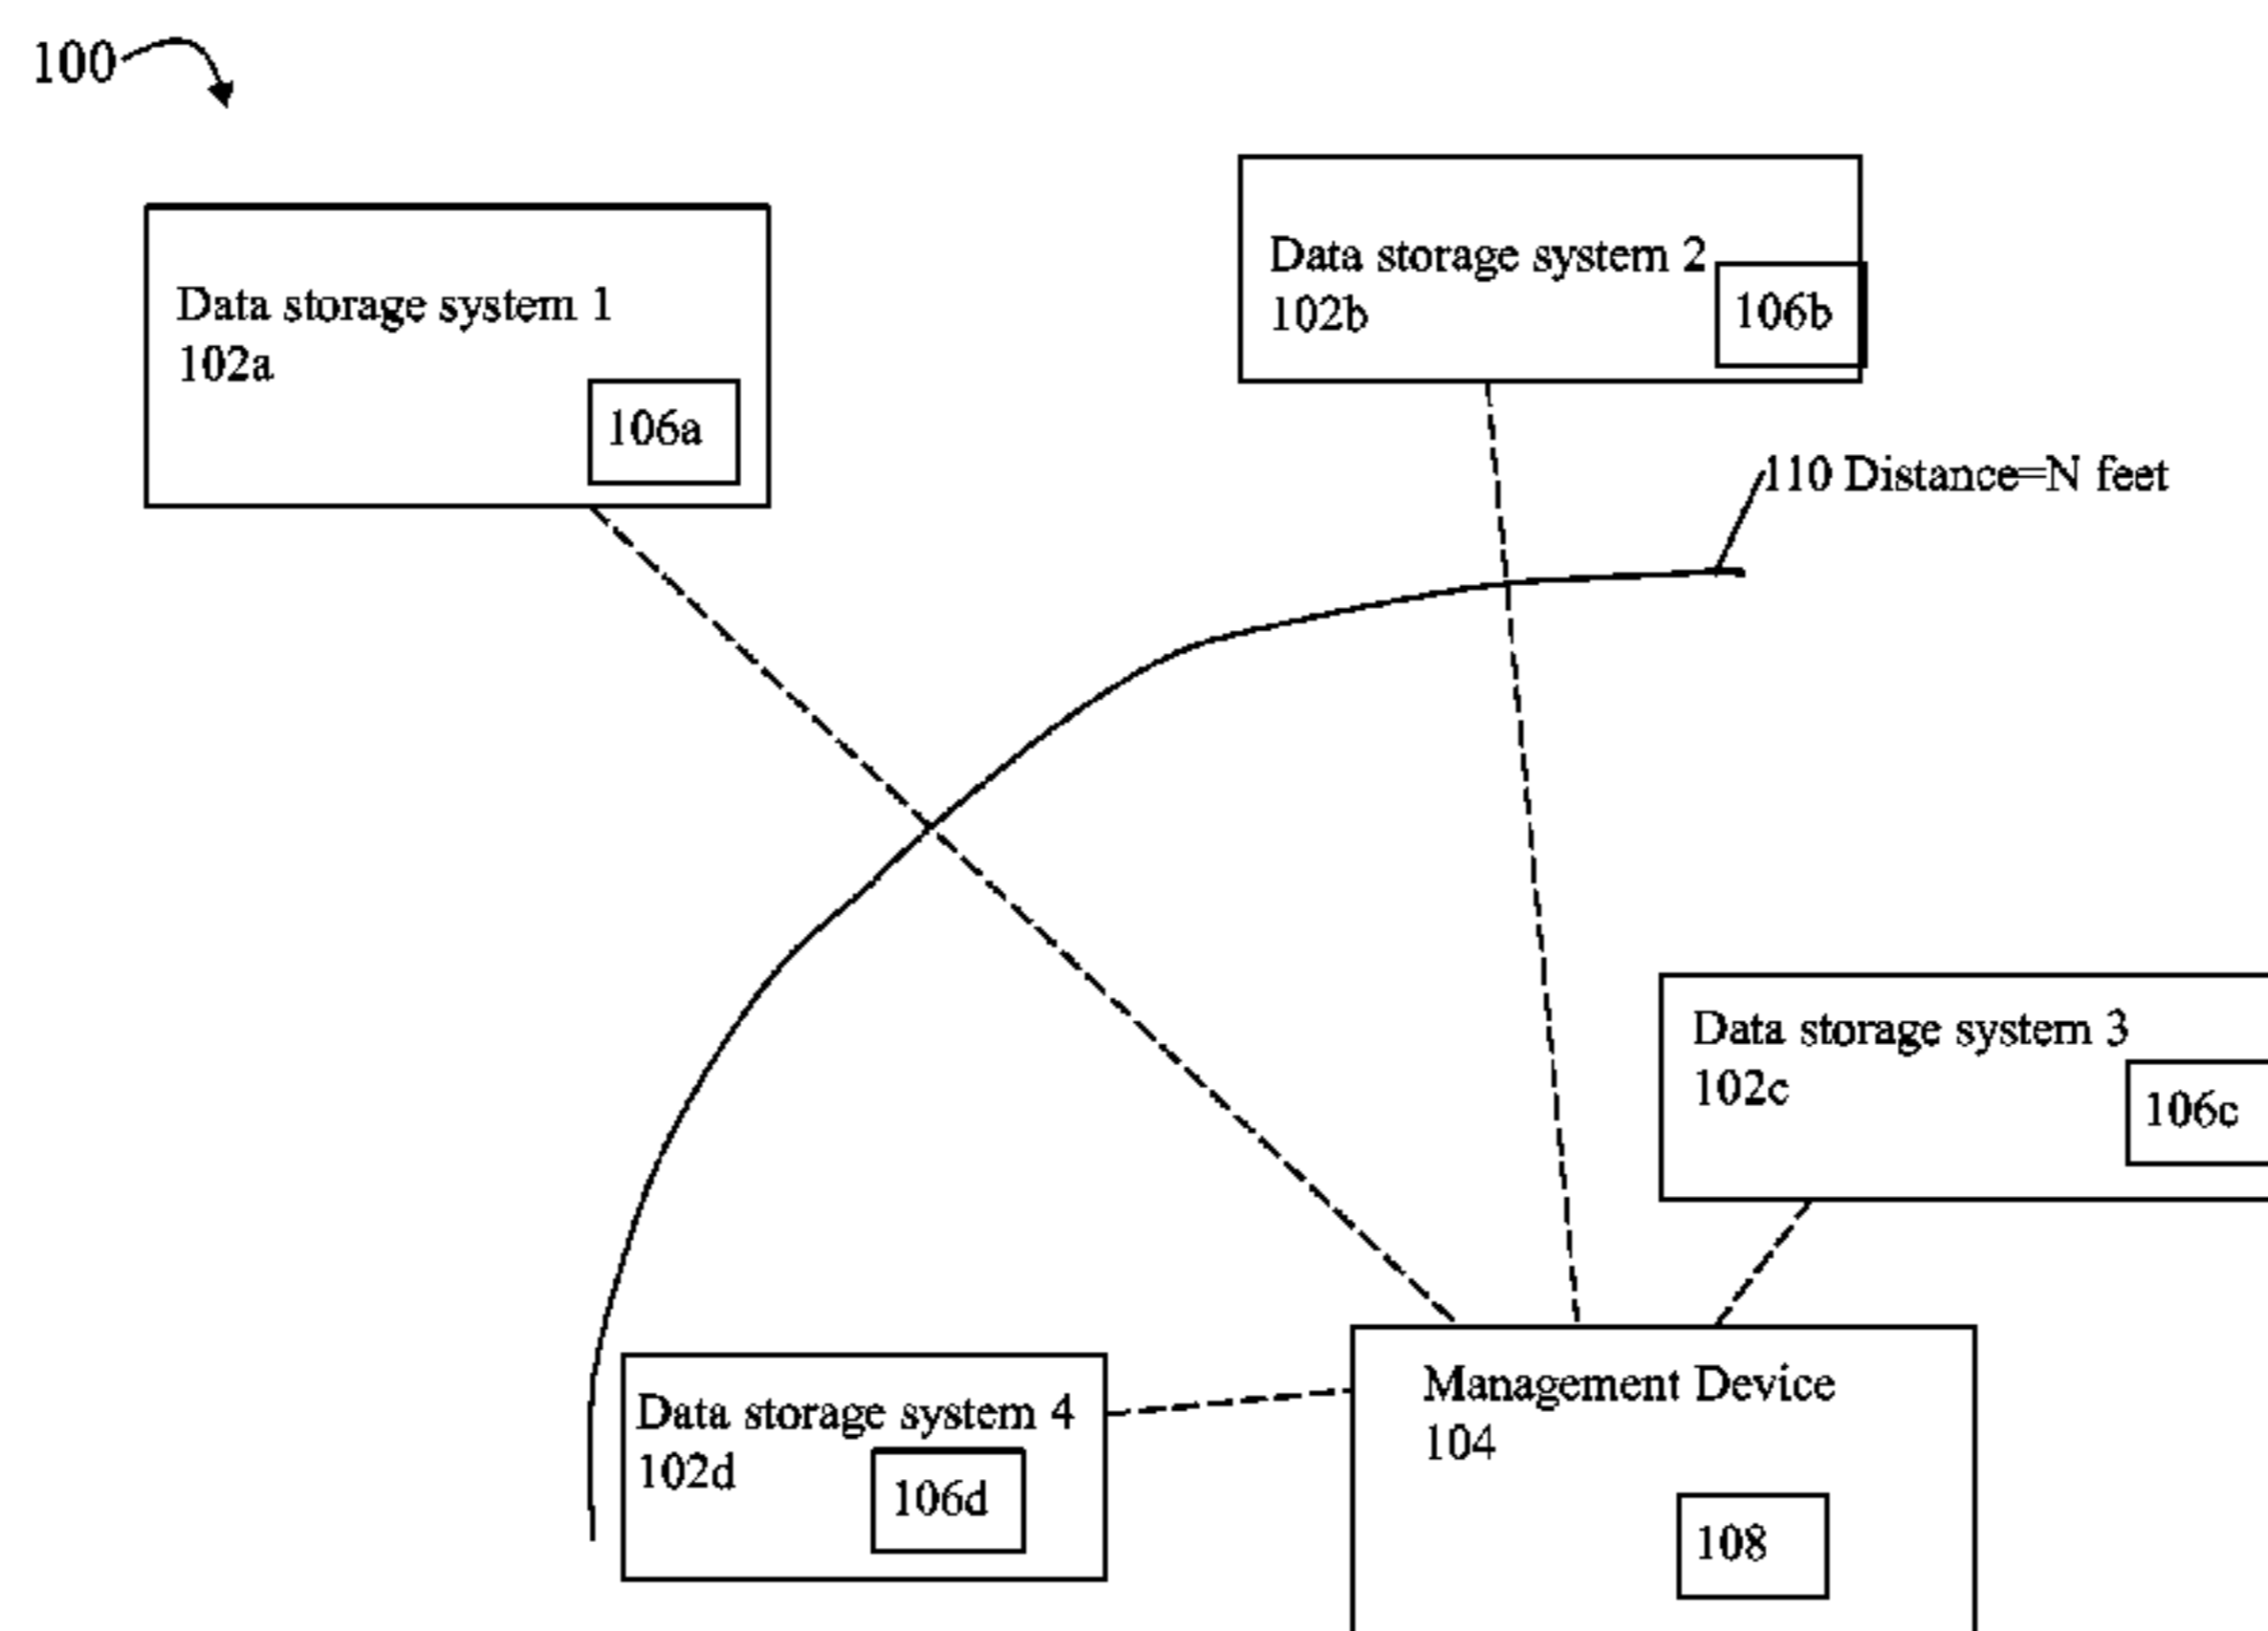 100
Data storage system 1
102a
106a
Data storage system 2
102b
106b
110 Distance=N feet
Data storage system 3
102c
106c
Data storage system 4
102d
106d
Management Device
104
108